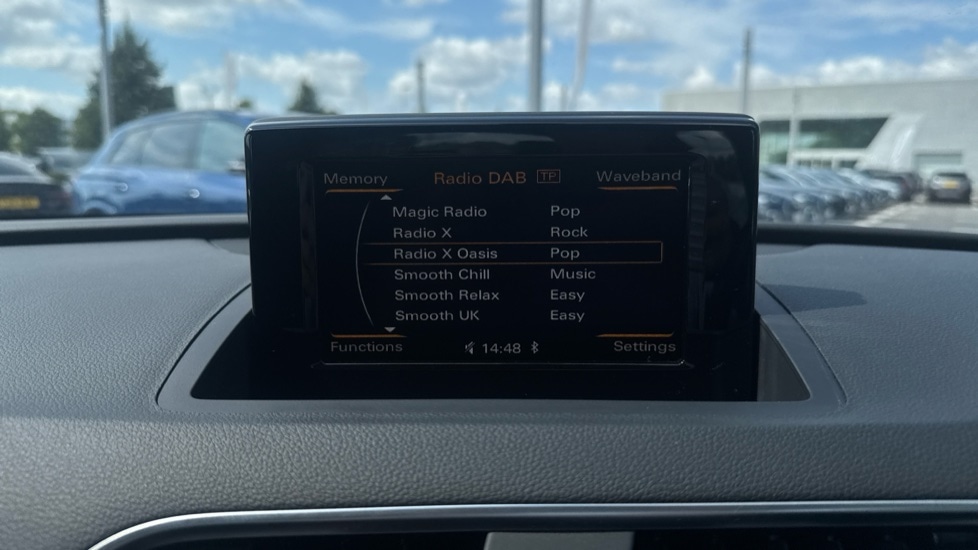 Memory Radio DAB TP Waveband
Magic Radio Pop
Radio X Rock
Radio X Oasis Pop
Smooth Chill Music
Smooth Relax Easy
Smooth UK Easy
Functions 14:48 Settings